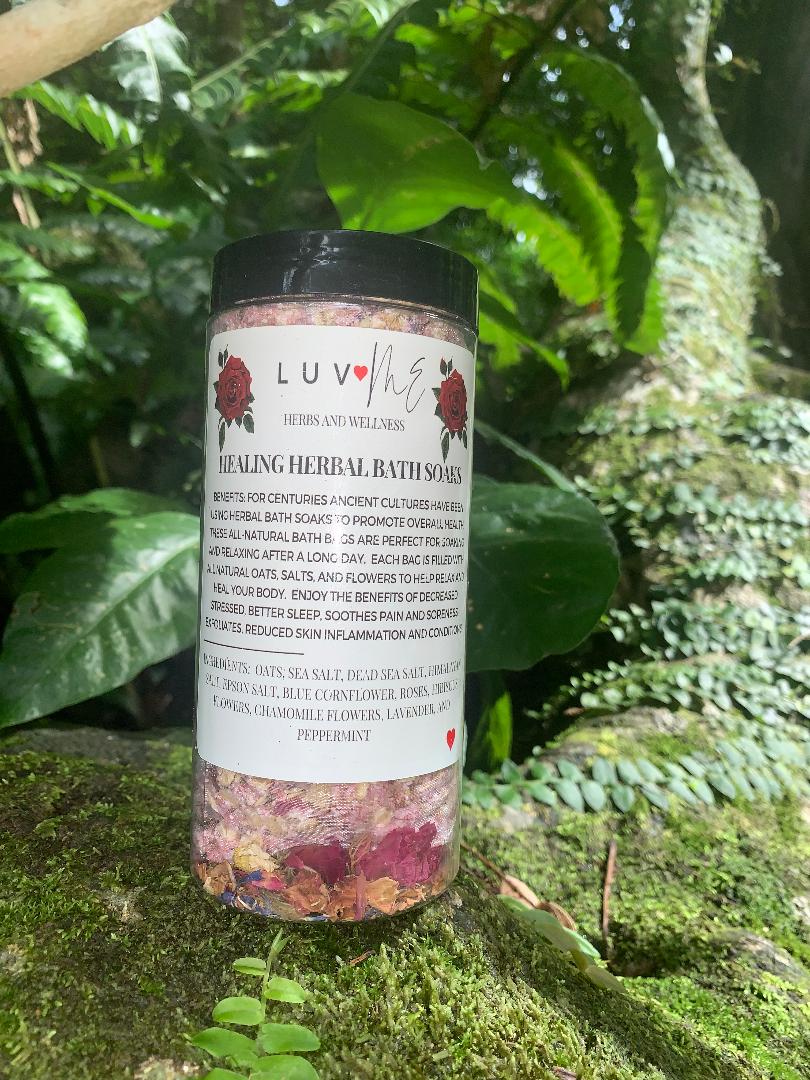 LUV ME
HERBS AND WELLNESS
HEALING HERBAL BATH SOAKS
BENEFITS: FOR CENTURIES ANCIENT CULTURES HAVE BEEN
USING HERBAL BATH SOAKS TO PROMOTE OVERALL HEALTH
THESE ALL-NATURAL BATH BAGS ARE PERFECT FOR SOAKING
AND RELAXING AFTER A LONG DAY. EACH BAG IS FILLED WITH
ALL NATURAL OATS, SALTS, AND FLOWERS TO HELP RELAX AND
HEAL YOUR BODY. ENJOY THE BENEFITS OF DECREASED
STRESSED, BETTER SLEEP, SOOTHES PAIN AND SORENESS
EXFOLIATES, REDUCED SKIN INFLAMMATION AND
INGREDIENTS: OATS, SEA SALT, DEAD SEA SALT, HIMALAYAN
SALT, EPSON SALT, BLUE CORNFLOWER, ROSES, HIBISCUS
FLOWERS, CHAMOMILE FLOWERS, LAVENDER, AND
PEPPERMINT